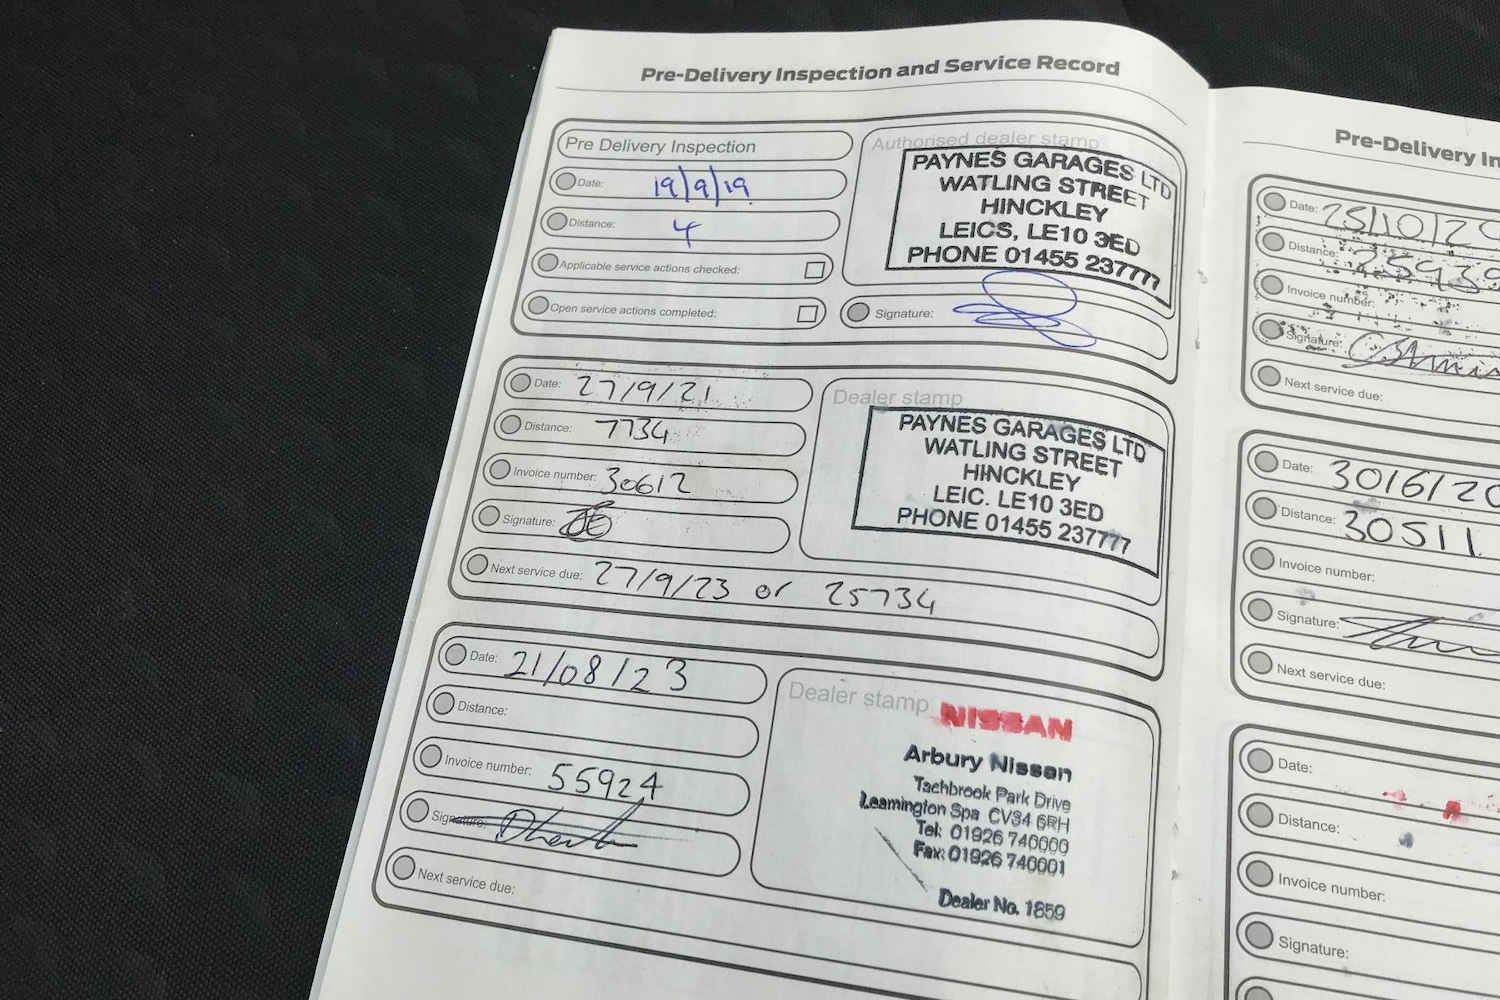 Pre-Delivery Inspection and Service Record
Pre Delivery Inspection
Date: 19/9/19
Distance: 4
Applicable service actions checked:
Open service actions completed:
Authorised dealer stamp
PAYNES GARAGES LTD
WATLING STREET
HINCKLEY
LEICS, LE10 3ED
PHONE 01455 237777
Signature:
Date: 27/9/21
Distance: 7734
Invoice number: 30612
Signature:
Next service due: 27/9/23 or 25734
Dealer stamp
PAYNES GARAGES LTD
WATLING STREET
HINCKLEY
LEIC. LE10 3ED
PHONE 01455 237777
Date: 21/08/23
Distance:
Invoice number: 55924
Signature:
Next service due:
Dealer stamp
NISSAN
Arbury Nissan
Tachbrook Park Drive
Leamington Spa CV34 6RH
Tel: 01926 740000
Fax: 01926 740001
Dealer No. 1659
Pre-Delivery In
Date: 25/10/20
Distance:
Invoice number:
Signature:
Next service due:
Date: 30/6/20
Distance: 30511
Invoice number:
Signature:
Next service due:
Date:
Distance:
Invoice number:
Signature: